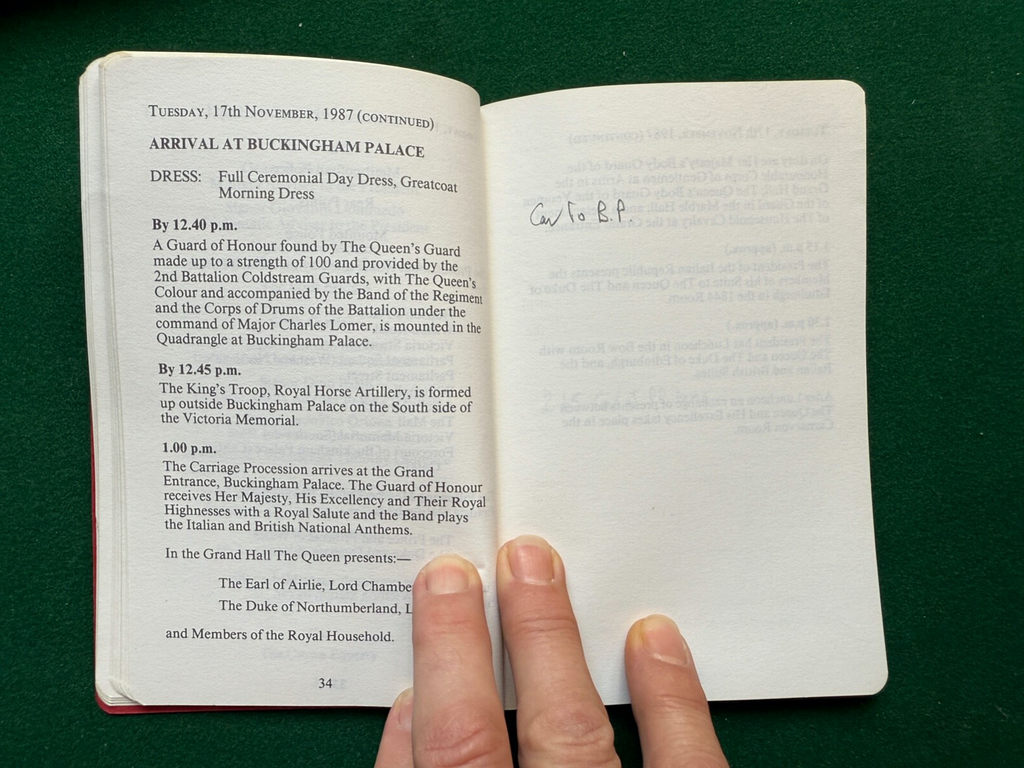 TUESDAY, 17th NOVEMBER, 1987 (CONTINUED)
ARRIVAL AT BUCKINGHAM PALACE
DRESS: Full Ceremonial Day Dress, Greatcoat
Morning Dress
By 12.40 p.m.
A Guard of Honour found by The Queen's Guard
made up to a strength of 100 and provided by the
2nd Battalion Coldstream Guards, with The Queen's
Colour and accompanied by the Band of the Regiment
and the Corps of Drums of the Battalion under the
command of Major Charles Lomer, is mounted in the
Quadrangle at Buckingham Palace.
By 12.45 p.m.
The King's Troop, Royal Horse Artillery, is formed
up outside Buckingham Palace on the South side of
the Victoria Memorial.
1.00 p.m.
The Carriage Procession arrives at the Grand
Entrance, Buckingham Palace. The Guard of Honour
receives Her Majesty, His Excellency and Their Royal
Highnesses with a Royal Salute and the Band plays
the Italian and British National Anthems.
In the Grand Hall The Queen presents:—
The Earl of Airlie, Lord Chambe
The Duke of Northumberland, L
and Members of the Royal Household.
34
Car To B.P.